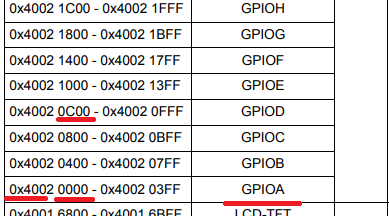 0x4002 1C00 - 0x4002 1FFF GPIOH
0x4002 1800 - 0x4002 1BFF GPIOG
0x4002 1400 - 0x4002 17FF GPIOF
0x4002 1000 - 0x4002 13FF GPIOE
0x4002 0C00 - 0x4002 0FFF GPIOD
0x4002 0800 - 0x4002 0BFF GPIOC
0x4002 0400 - 0x4002 07FF GPIOB
0x4002 0000 - 0x4002 03FF GPIOA
0x4001 6800 - 0x4001 6BFF LCD-TFT